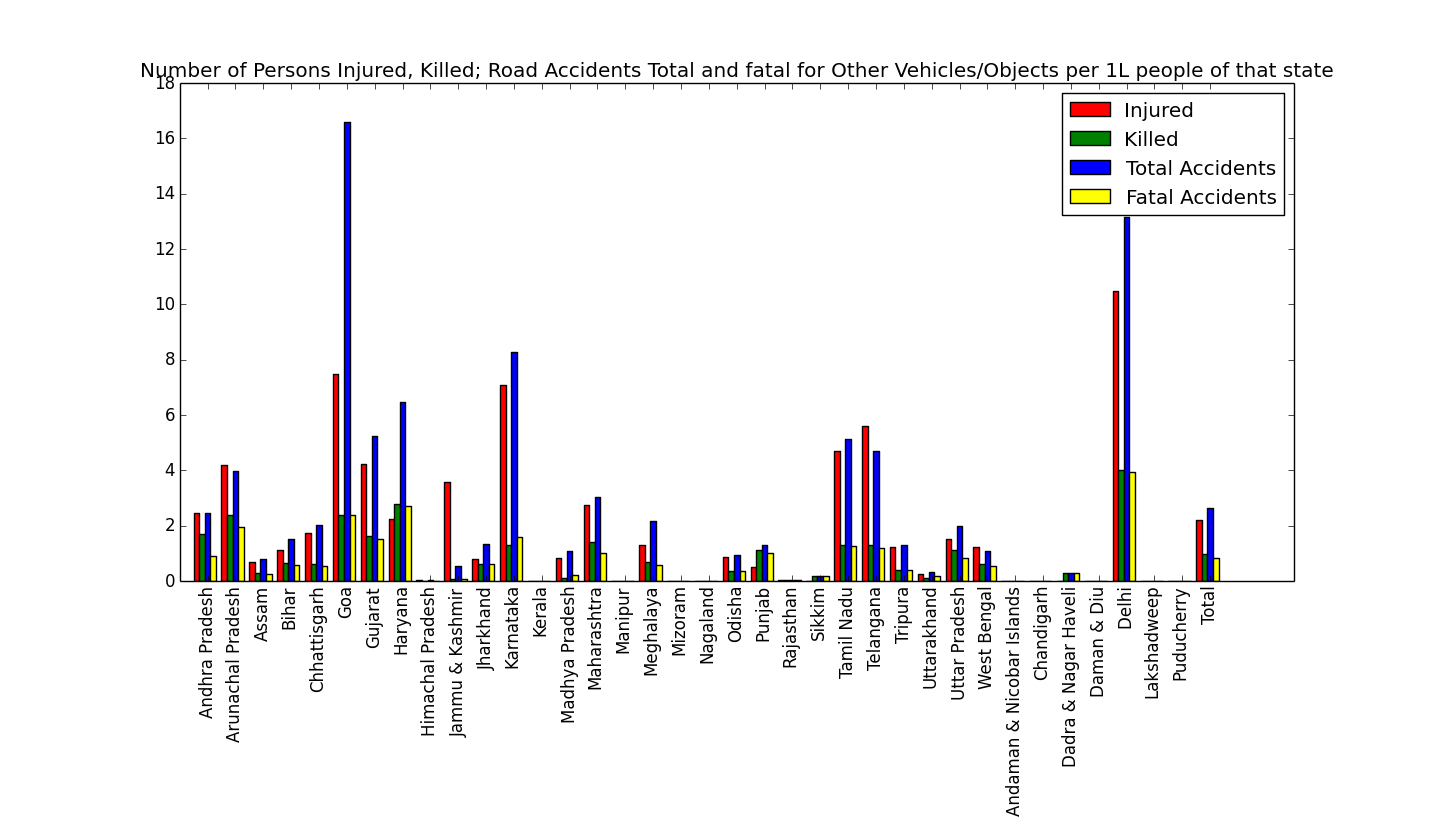 Number of Persons Injured, Killed; Road Accidents Total and fatal for Other Vehicles/Objects per 1L people of that state
18
16
14
12
10
8
6
4
2
0
Injured
Killed
Total Accidents
Fatal Accidents
Andhra Pradesh
Arunachal Pradesh
Assam
Bihar
Chhattisgarh
Goa
Gujarat
Haryana
Himachal Pradesh
Jammu & Kashmir
Jharkhand
Karnataka
Kerala
Madhya Pradesh
Maharashtra
Manipur
Meghalaya
Mizoram
Nagaland
Odisha
Punjab
Rajasthan
Sikkim
Tamil Nadu
Telangana
Tripura
Uttarakhand
Uttar Pradesh
West Bengal
Andaman & Nicobar Islands
Chandigarh
Dadra & Nagar Haveli
Daman & Diu
Delhi
Lakshadweep
Puducherry
Total